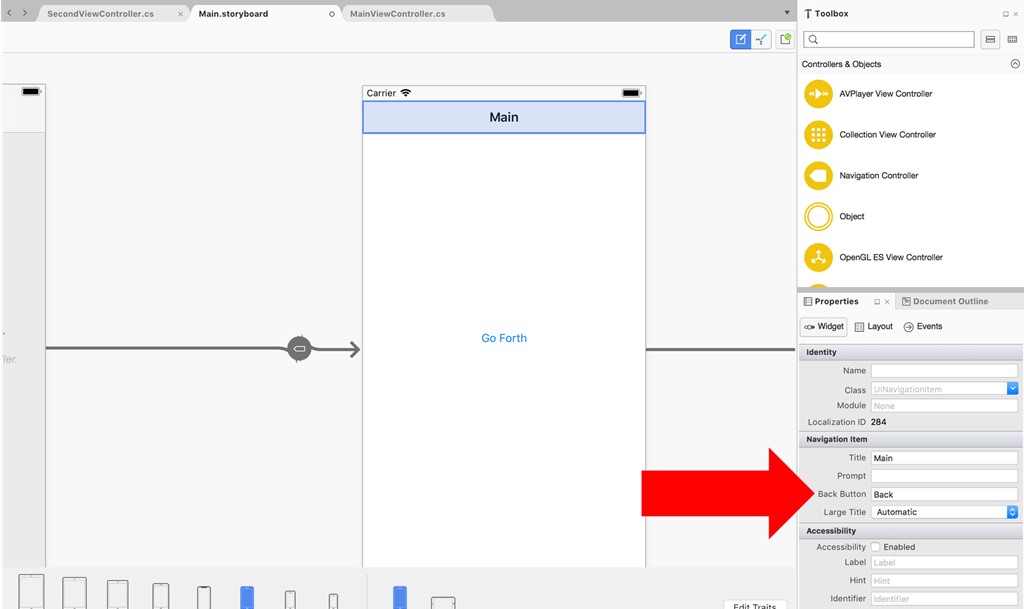 SecondViewController.cs
Main.storyboard
MainViewController.cs
Toolbox
Controllers & Objects
AVPlayer View Controller
Collection View Controller
Navigation Controller
Object
OpenGL ES View Controller
Carrier
Main
Go Forth
ller.
Properties
Document Outline
Widget
Layout
Events
Identity
Name
Class UINavigationItem
Module None
Localization ID 284
Navigation Item
Title Main
Prompt
Back Button Back
Large Title Automatic
Accessibility
Accessibility Enabled
Label Label
Hint Hint
Identifier Identifier
Edit Traits